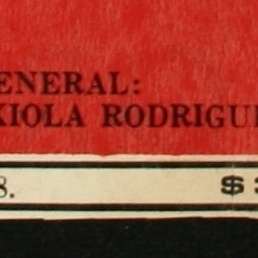 ENERAL:
XIOLA RODRIGU
8. $